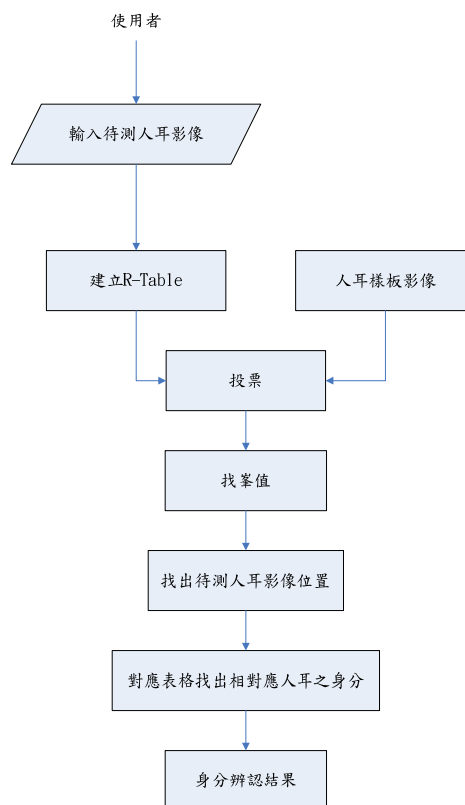 使用者
輸入待測人耳影像
建立R-Table
人耳樣板影像
投票
找峯值
找出待測人耳影像位置
對應表格找出相對應人耳之身分
身分辨認結果